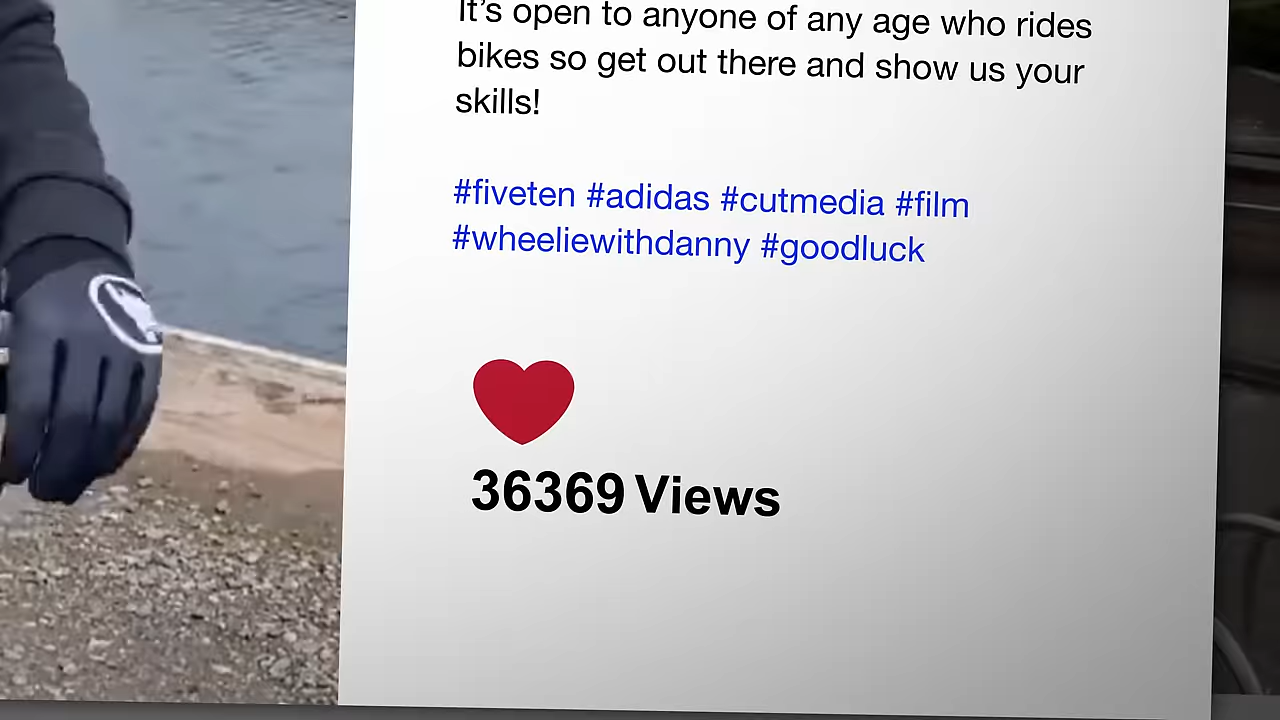 It’s open to anyone of any age who rides
bikes so get out there and show us your
skills!
#fiveten #adidas #cutmedia #film
#wheeliewithdanny #goodluck
36369 Views